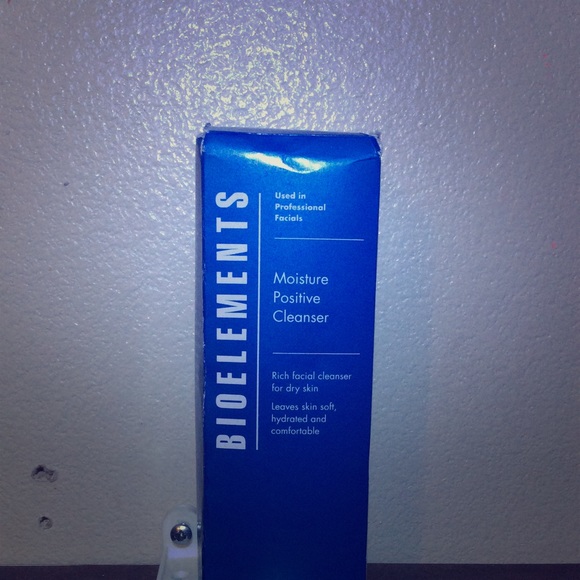 BIOELEMENTS
Used in
Professional
Facials
Moisture
Positive
Cleanser
Rich facial cleanser
for dry skin
Leaves skin soft,
hydrated and
comfortable